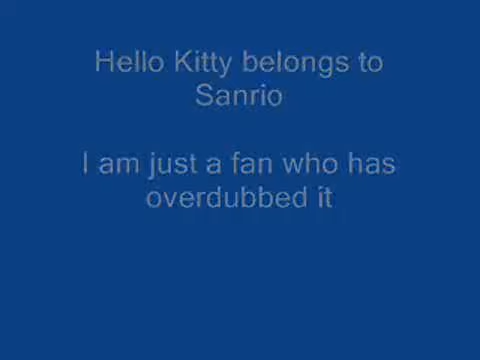 Hello Kitty belongs to
Sanrio
I am just a fan who has
overdubbed it